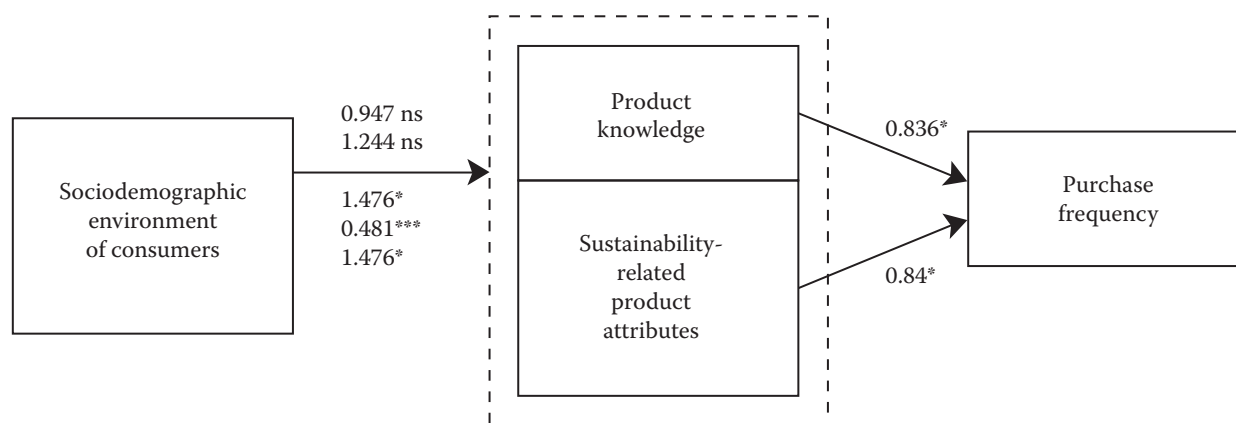 Sociodemographic
environment
of consumers
0.947 ns
1.244 ns
1.476*
0.481***
1.476*
Product
knowledge
Sustainability-
related
product
attributes
0.836*
0.84*
Purchase
frequency